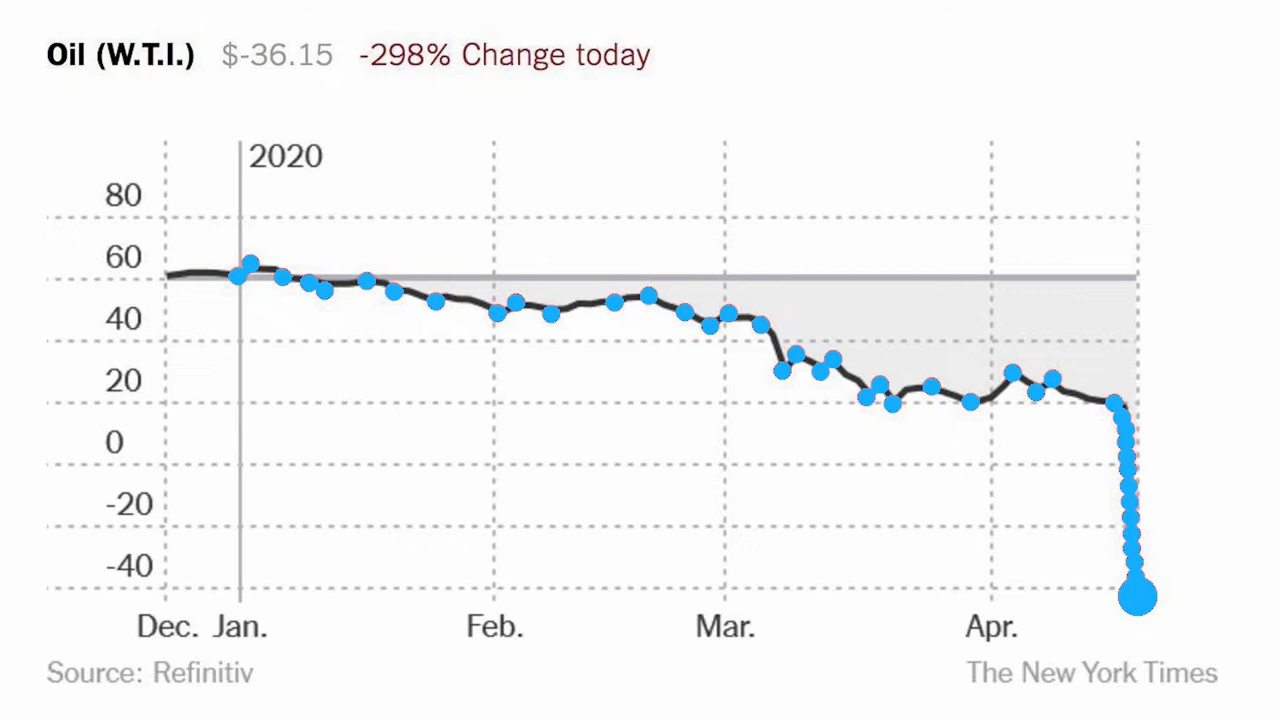 Oil (W.T.I.) $-36.15 -298% Change today
2020
80
60
40
20
0
-20
-40
Dec. Jan. Feb. Mar. Apr.
Source: Refinitiv The New York Times